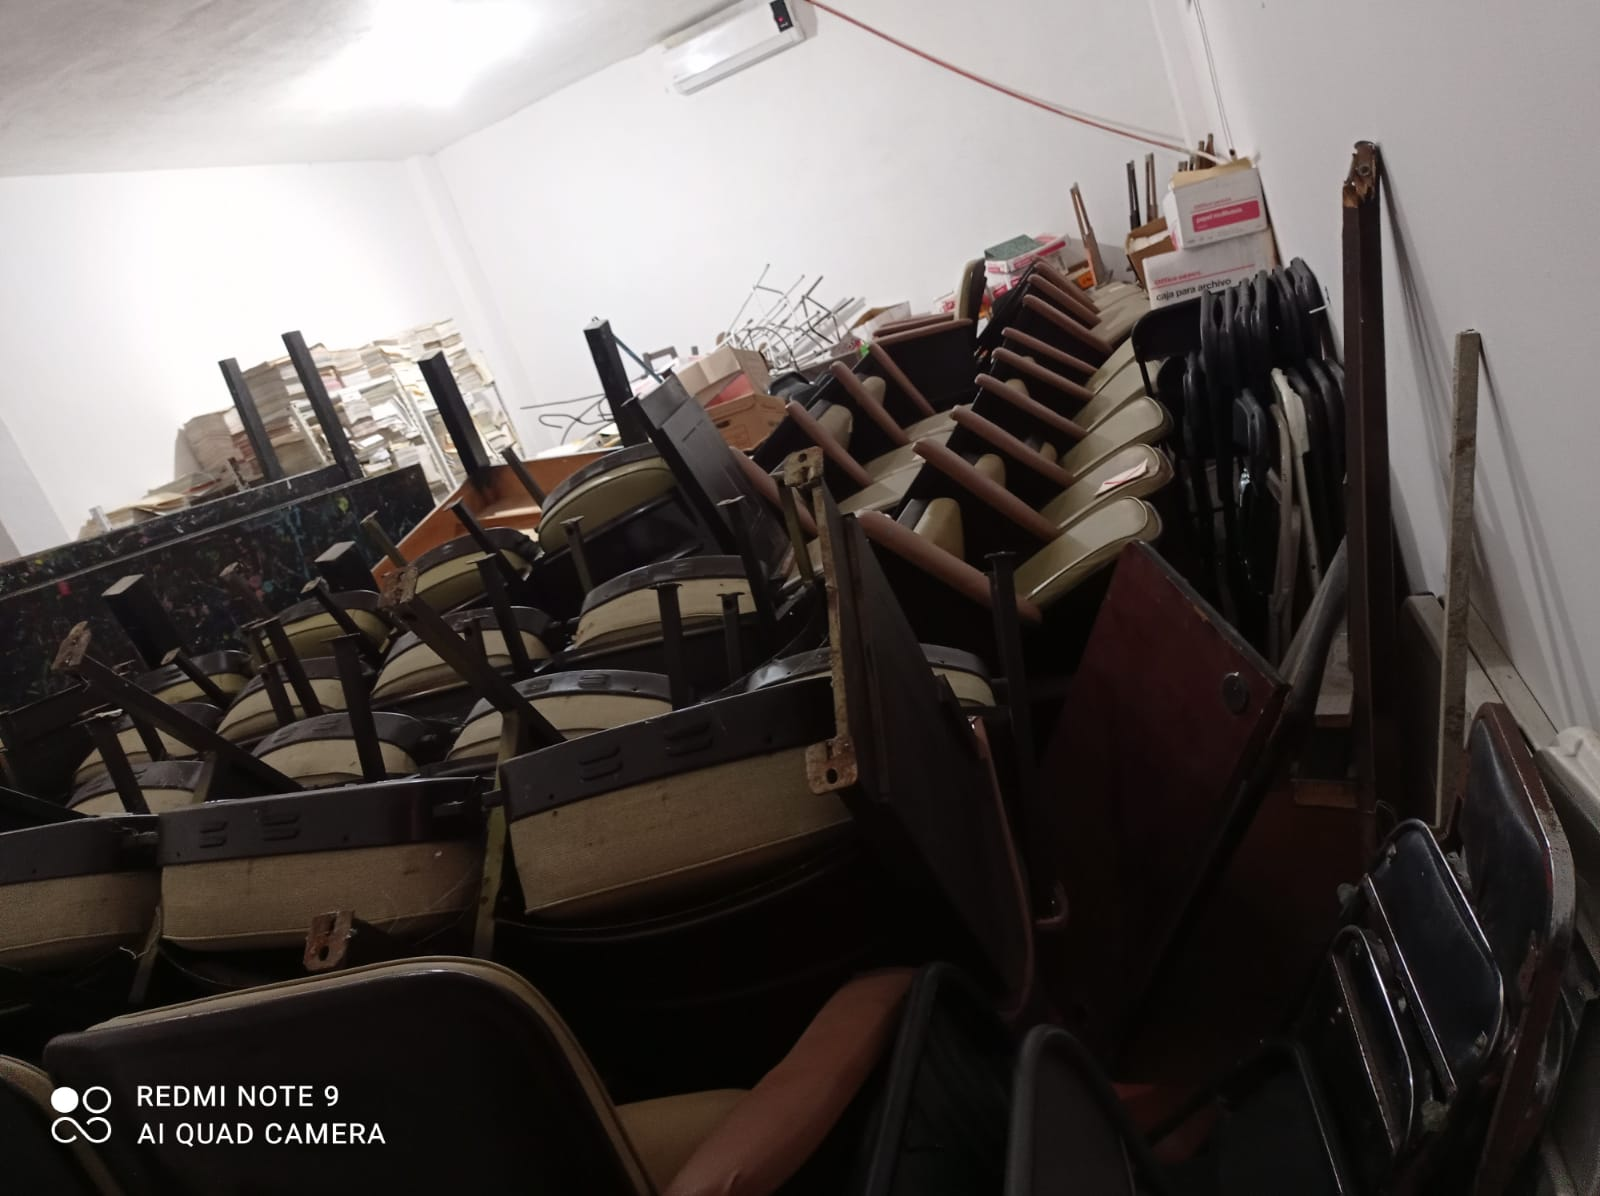 papel multiusos
caja para archivo
REDMI NOTE 9
AI QUAD CAMERA